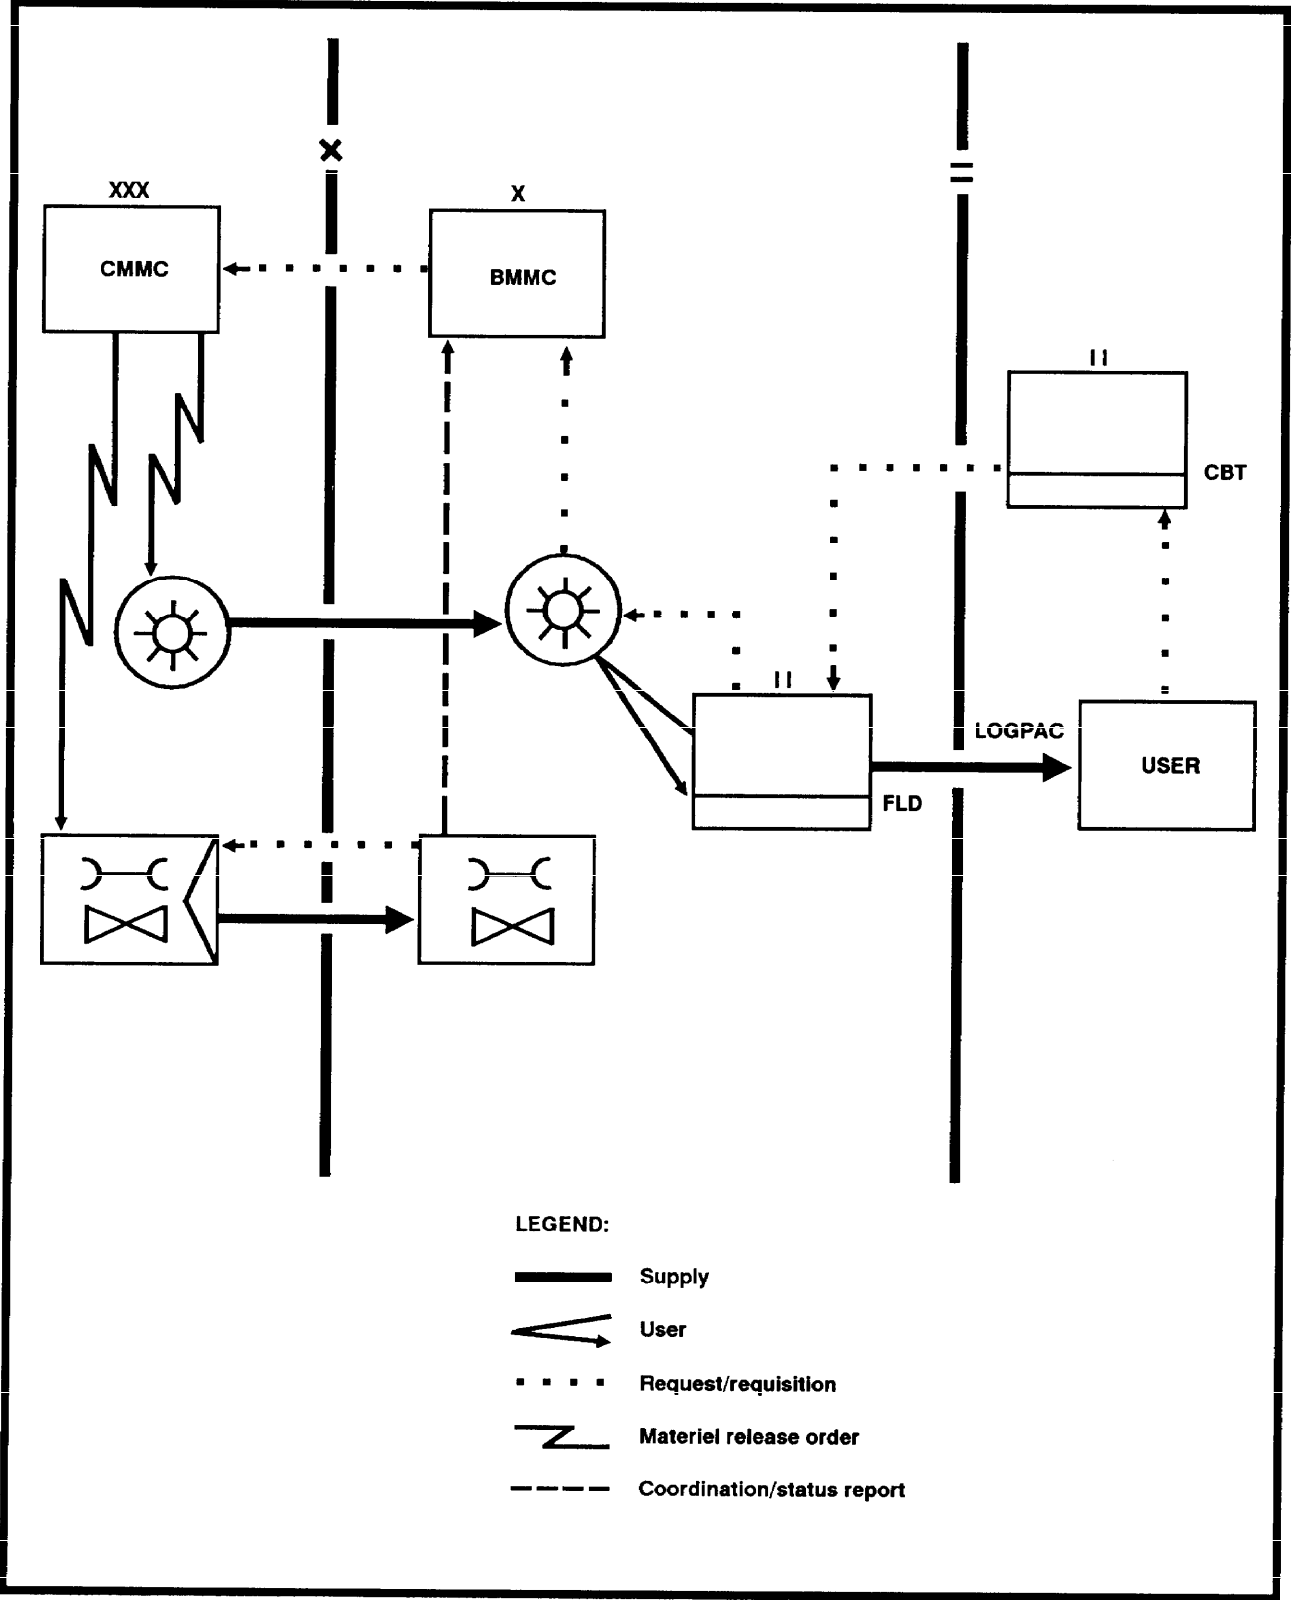 XXX
X
CMMC
BMMC
II
CBT
II
LOGPAC
USER
FLD
LEGEND:
Supply
User
Request/requisition
Materiel release order
Coordination/status report